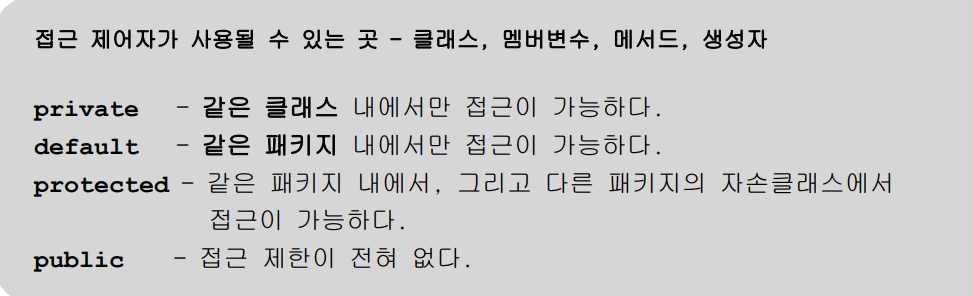 접근 제어자가 사용될 수 있는 곳 - 클래스, 멤버변수, 메서드, 생성자
private - 같은 클래스 내에서만 접근이 가능하다.
default - 같은 패키지 내에서만 접근이 가능하다.
protected - 같은 패키지 내에서, 그리고 다른 패키지의 자손클래스에서
접근이 가능하다.
public - 접근 제한이 전혀 없다.